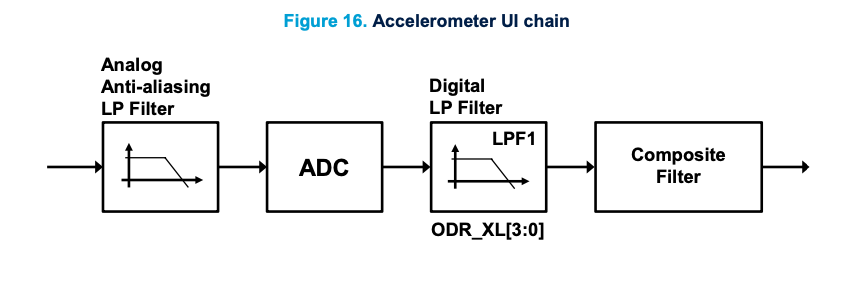 Figure 16. Accelerometer UI chain
Analog
Anti-aliasing
LP Filter
ADC
Digital
LP Filter
LPF1
ODR_XL[3:0]
Composite
Filter